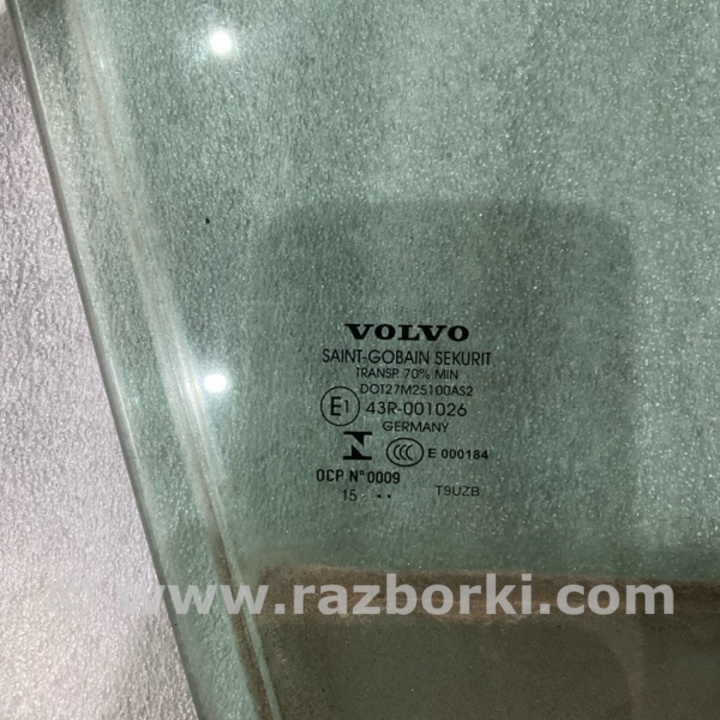 VOLVO
SAINT-GOBAIN SEKURIT
TRANSP. 70% MIN
DOT27M25100AS2
E1 43R-001026
GERMANY
N CCC E 000184
OCP N° 0009
15 ..
T9UZB
www.razborki.com